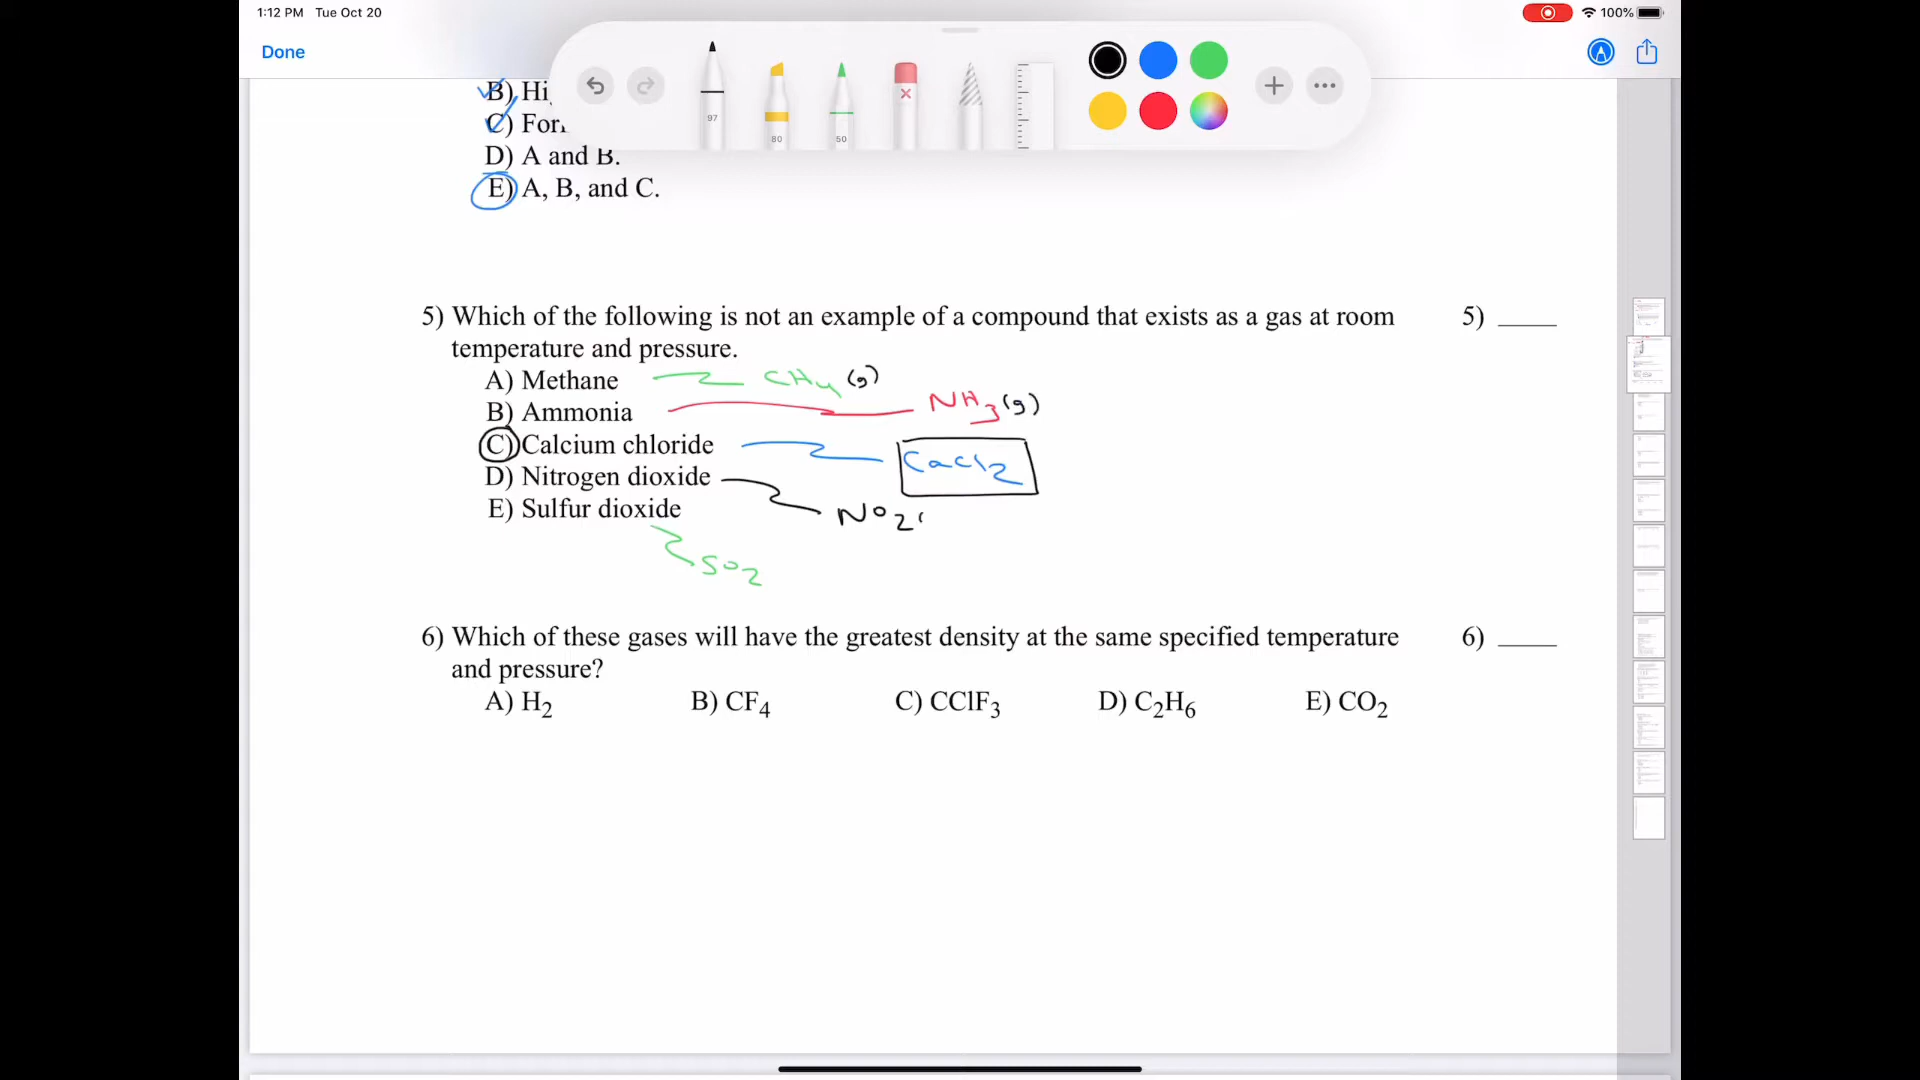 1:12 PM Tue Oct 20
100%
Done
97
80
50
B) Hi
C) For
D) A and B.
E) A, B, and C.
5) Which of the following is not an example of a compound that exists as a gas at room
temperature and pressure.
5) _____
A) Methane CH4 (g)
B) Ammonia NH3 (g)
C) Calcium chloride CaCl2
D) Nitrogen dioxide NO2(
E) Sulfur dioxide
SO2
6) Which of these gases will have the greatest density at the same specified temperature
and pressure?
6) _____
A) H2 B) CF4 C) CClF3 D) C2H6 E) CO2